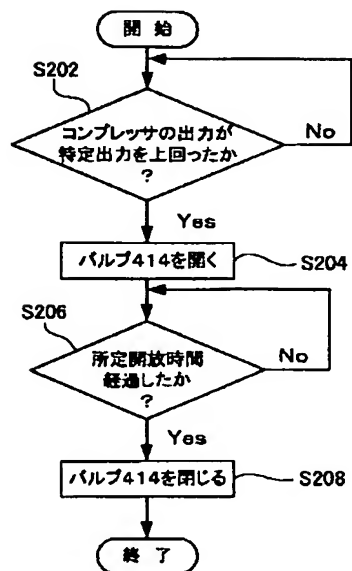 開 始
S202
コンプレッサの出力が
特定出力を上回ったか
?
No
Yes
バルブ414を開く
S204
S206
所定開放時間
経過したか
?
No
Yes
バルブ414を閉じる
S208
終 了